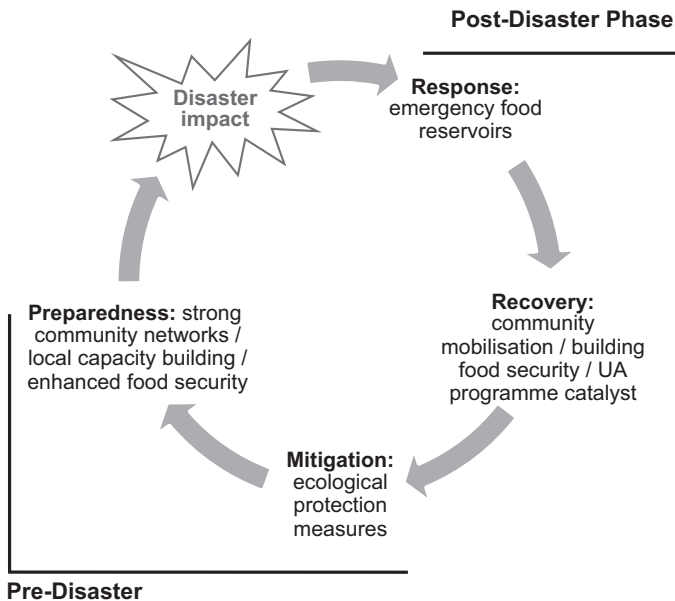 Post-Disaster Phase
Disaster
impact
Response:
emergency food
reservoirs
Recovery:
community
mobilisation / building
food security / UA
programme catalyst
Mitigation:
ecological
protection
measures
Preparedness: strong
community networks /
local capacity building /
enhanced food security
Pre-Disaster